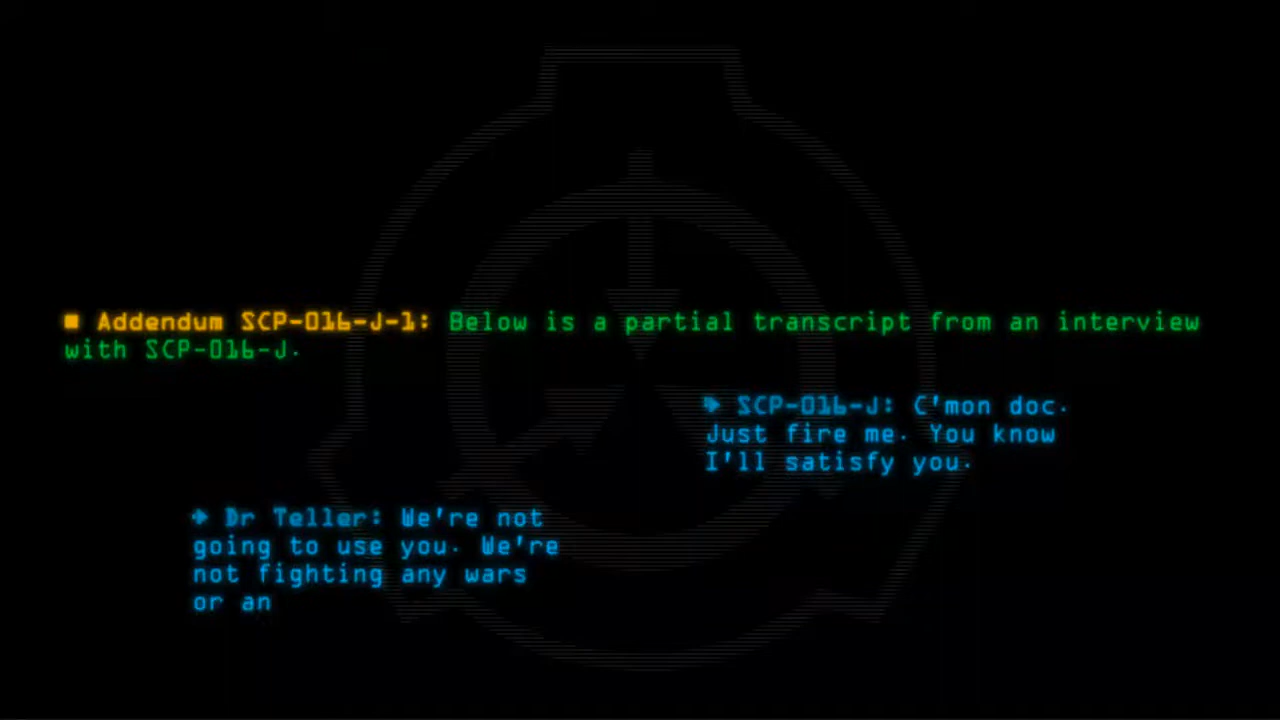 ■ Addendum SCP-016-J-1: Below is a partial transcript from an interview
with SCP-016-J.
SCP-016-J: C'mon doc.
Just fire me. You know
I'll satisfy you.
Dr Teller: We're not
going to use you. We're
not fighting any wars
or an